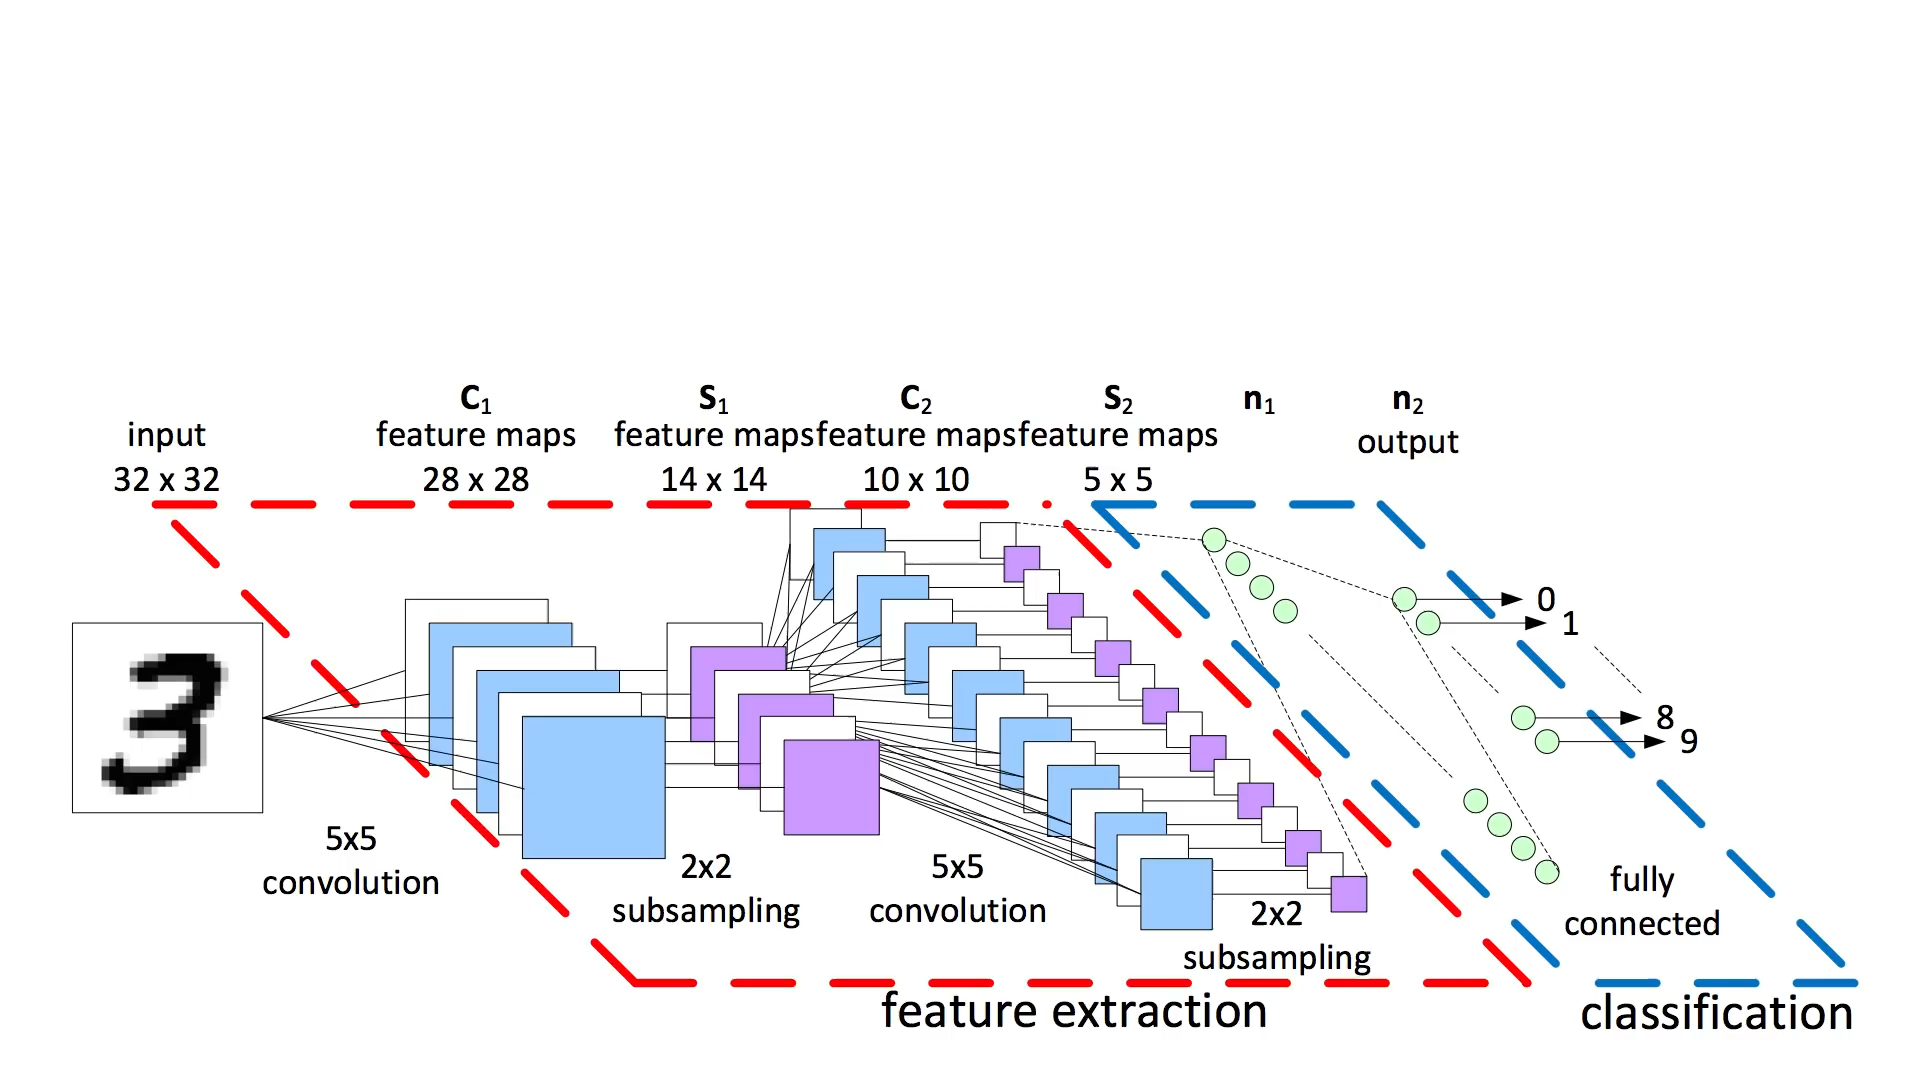 C₁
S₁
C₂
S₂
n₁
n₂
input
feature maps
feature maps
feature maps
feature maps
output
32 x 32
28 x 28
14 x 14
10 x 10
5 x 5
0
1
8
9
5x5
convolution
2x2
subsampling
5x5
convolution
2x2
subsampling
fully
connected
feature extraction
classification